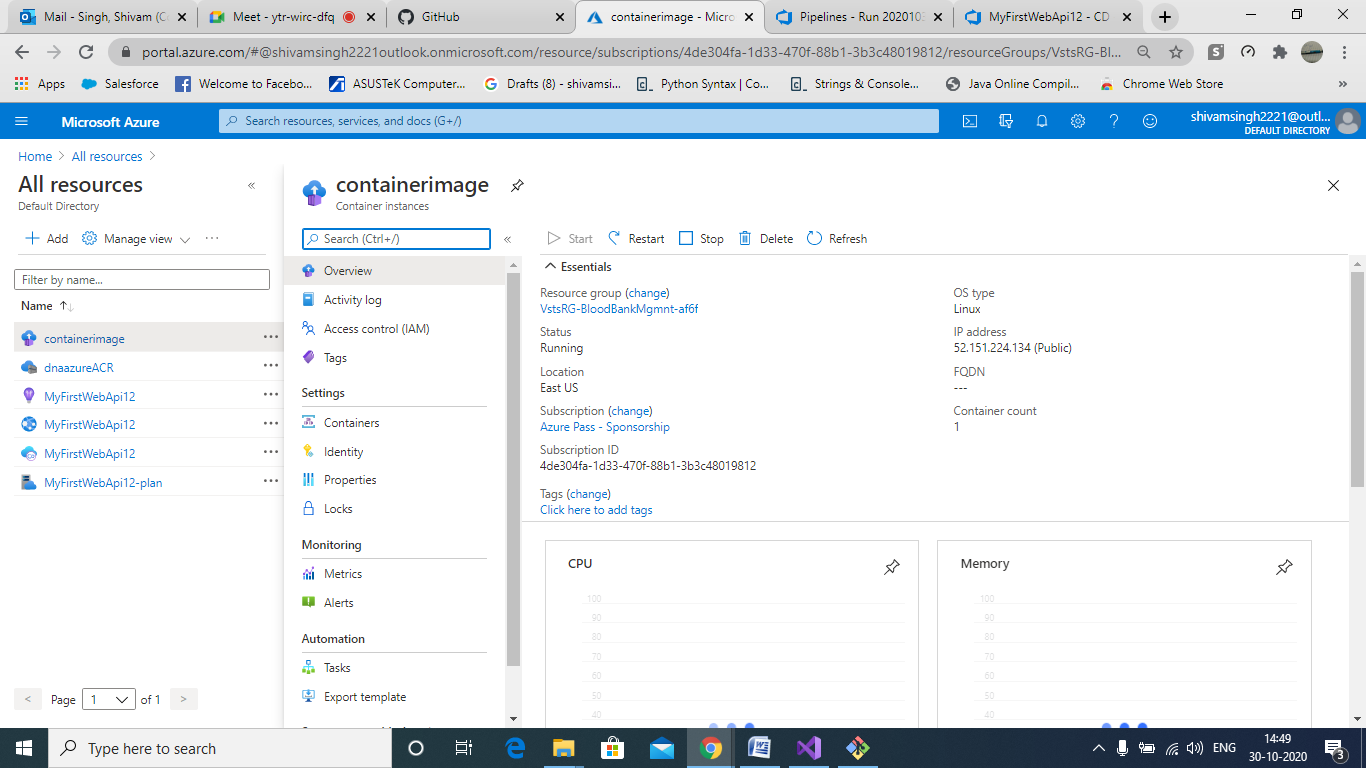 Mail - Singh, Shivam (C
Meet - ytr-wirc-dfq
GitHub
containerimage - Micro
Pipelines - Run 2020103
MyFirstWebApi12 - CD
portal.azure.com/#@shivamsingh2221outlook.onmicrosoft.com/resource/subscriptions/4de304fa-1d33-470f-88b1-3b3c48019812/resourceGroups/VstsRG-Bl...
Apps
Salesforce
Welcome to Facebo...
ASUSTeK Computer...
Drafts (8) - shivamsi...
Python Syntax | Co...
Strings & Console...
Java Online Compil...
Chrome Web Store
»
Microsoft Azure
Search resources, services, and docs (G+/)
shivamsingh2221@outl...
DEFAULT DIRECTORY
Home > All resources >
All resources
Default Directory
«
Add
Manage view
...
Filter by name...
Name ↑↓
containerimage ...
dnaazureACR ...
MyFirstWebApi12 ...
MyFirstWebApi12 ...
MyFirstWebApi12 ...
MyFirstWebApi12-plan ...
< Page 1 of 1 >
containerimage
Container instances
Search (Ctrl+/)
«
Overview
Activity log
Access control (IAM)
Tags
Settings
Containers
Identity
Properties
Locks
Monitoring
Metrics
Alerts
Automation
Tasks
Export template
Start
Restart
Stop
Delete
Refresh
Essentials
Resource group (change)
VstsRG-BloodBankMgmnt-af6f
Status
Running
Location
East US
Subscription (change)
Azure Pass - Sponsorship
Subscription ID
4de304fa-1d33-470f-88b1-3b3c48019812
Tags (change)
Click here to add tags
OS type
Linux
IP address
52.151.224.134 (Public)
FQDN
---
Container count
1
CPU
100
90
80
70
60
50
40
Memory
100
90
80
70
60
50
40
Type here to search
ENG
14:49
30-10-2020
3